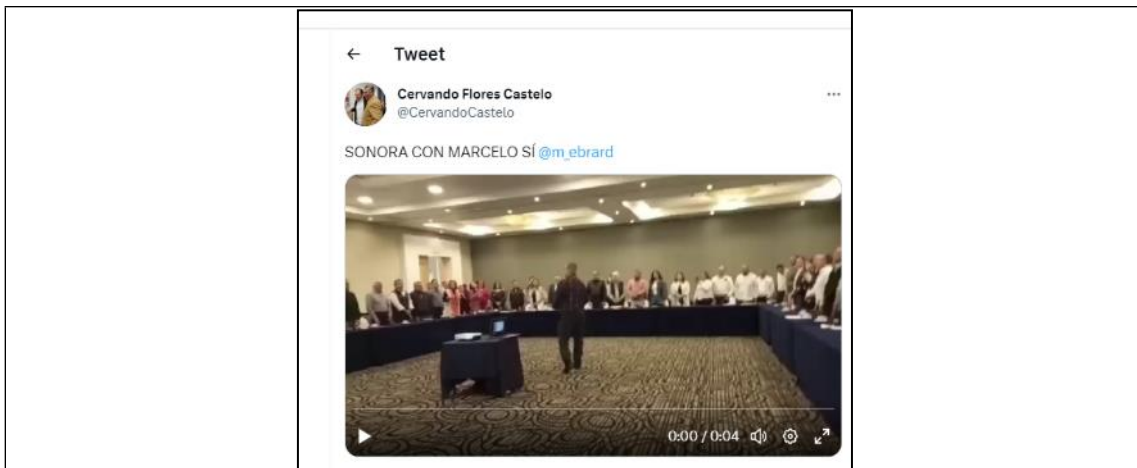 Tweet
Cervando Flores Castelo
@CervandoCastelo
SONORA CON MARCELO SÍ @m_ebrard
0:00 / 0:04